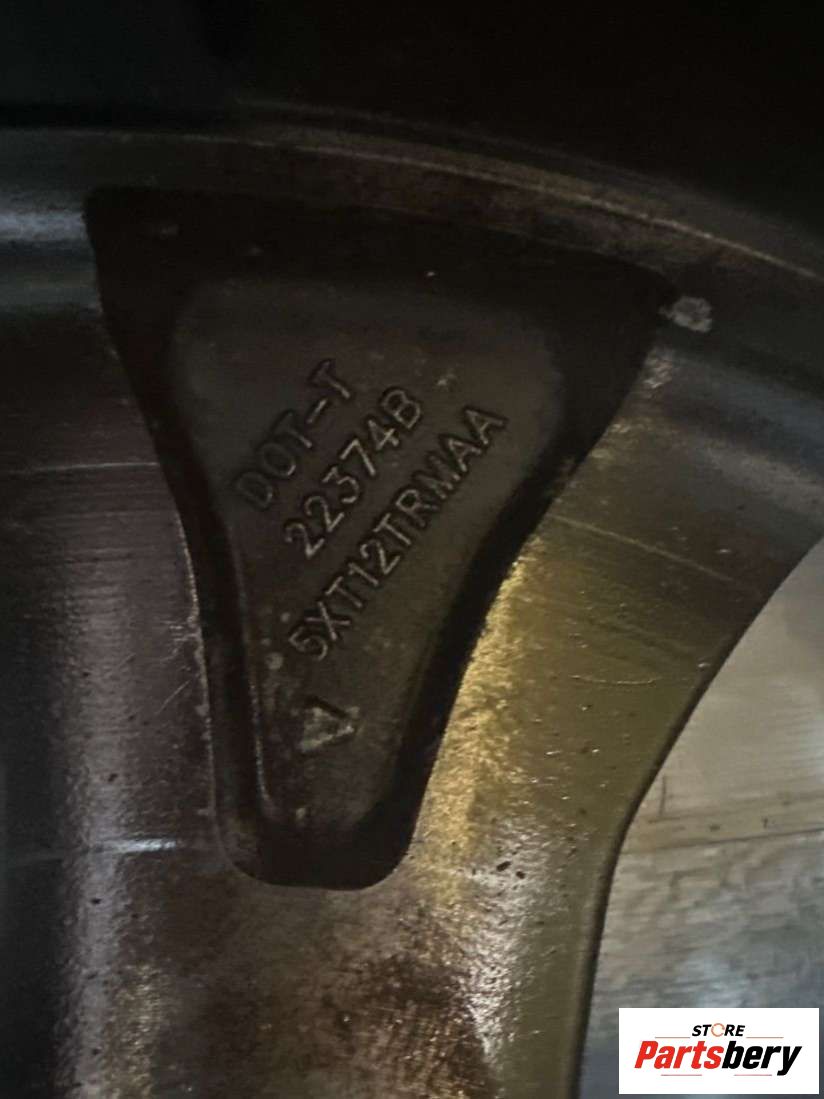 DOT-T
22374B
5XT12TRMAA
STORE
Partsbery